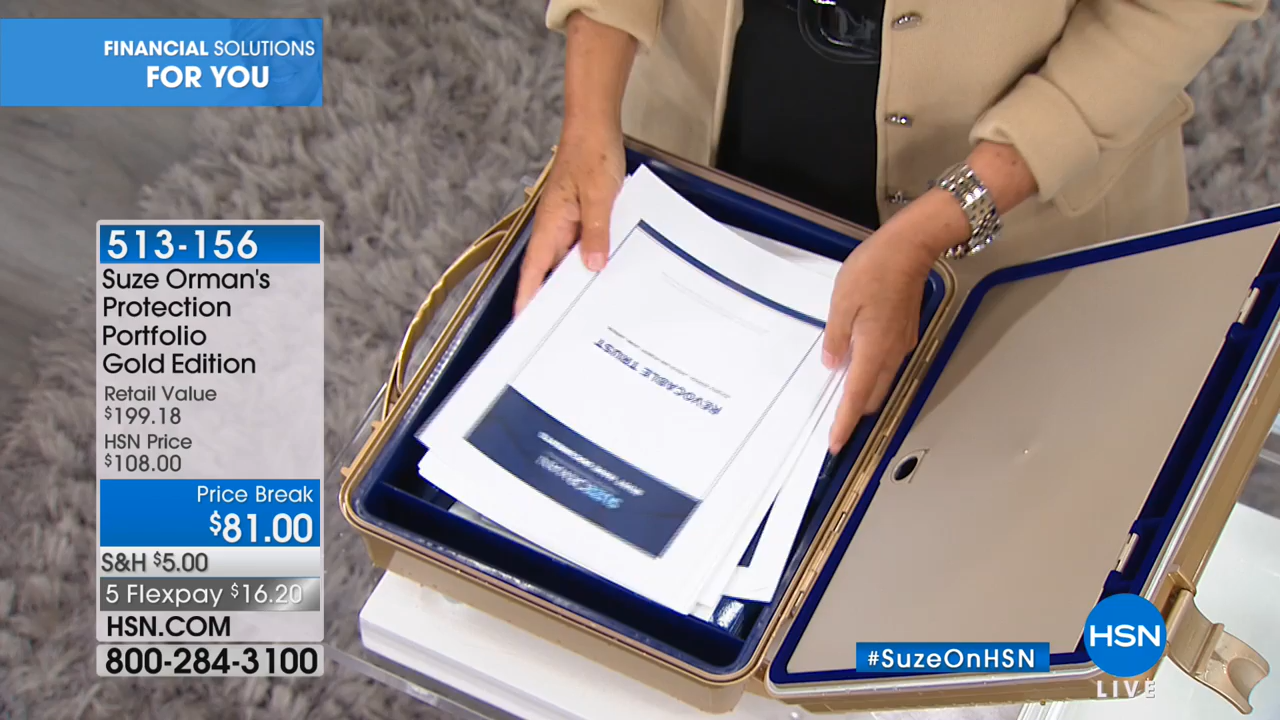 FINANCIAL SOLUTIONS
FOR YOU
513-156
Suze Orman's
Protection
Portfolio
Gold Edition
Retail Value
$199.18
HSN Price
$108.00
Price Break
$81.00
S&H $5.00
5 Flexpay $16.20
HSN.COM
800-284-3100
REVOCABLE TRUST
#SuzeOnHSN
HSN
LIVE